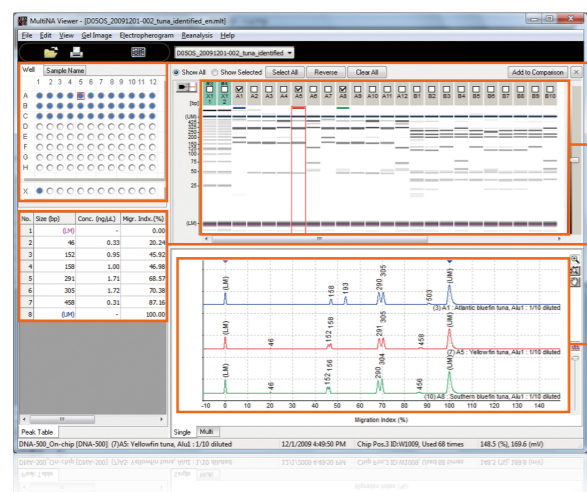 MultiNA Viewer - [D05OS_20091201-002_tuna_identified_en.mlt]
File Edit View Gel Image Electropherogram Reanalysis Help
D05OS_20091201-002_tuna_identified
Well Sample Name
1 2 3 4 5 6 7 8 9 10 11 12
A
B
C
D
E
F
G
H
X
Show All Show Selected Select All Reverse Clear All Add to Comparison
X1 X1 A1 A2 A3 A4 A5 A6 A7 A8 A9 A10 A11 A12 B1 B2 B3 B4 B5 B6 B7 B8 B9 B10
1 2
[bp]
(UM)
150
100
75
50
25
(LM)
No. Size (bp) Conc. (ng/µL) Migr. Indx.(%)
1 (LM) - 0.00
2 46 0.33 20.24
3 152 0.95 45.92
4 158 1.00 46.98
5 291 1.71 68.57
6 305 1.72 70.38
7 458 0.31 87.16
8 (UM) - 100.00
(LM) 158 193 290 305 503 (UM)
(3) A1 : Atlantic bluefin tuna, Alu1 : 1/10 diluted
(LM) 46 152 158 291 305 458 (UM)
(7) A5 : Yellowfin tuna, Alu1 : 1/10 diluted
(LM) 46 152 156 290 304 456 (UM)
(10) A8 : Southern bluefin tuna, Alu1 : 1/10 diluted
-10 0 10 20 30 40 50 60 70 80 90 100 110 120 130 140
Migration Index (%)
Peak Table
Single Multi
DNA-500_On-chip [DNA-500] (7)A5: Yellowfin tuna, Alu1 : 1/10 diluted 12/1/2009 4:49:50 PM Chip Pos.3 ID:W1009, Used 68 times 148.5 (%), 169.6 (mV)